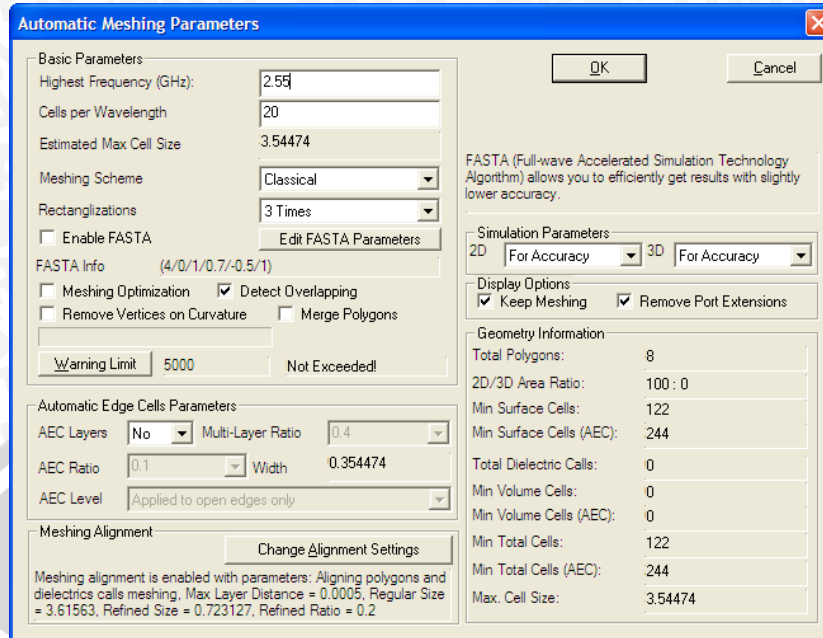 Automatic Meshing Parameters
Basic Parameters
Highest Frequency (GHz): 2.55
Cells per Wavelength 20
Estimated Max Cell Size 3.54474
Meshing Scheme Classical
Rectanglizations 3 Times
Enable FASTA Edit FASTA Parameters
FASTA Info (4/0/1/0.7/-0.5/1)
Meshing Optimization Detect Overlapping
Remove Vertices on Curvature Merge Polygons
Warning Limit 5000 Not Exceeded!
Automatic Edge Cells Parameters
AEC Layers No Multi-Layer Ratio 0.4
AEC Ratio 0.1 Width 0.354474
AEC Level Applied to open edges only
Meshing Alignment
Change Alignment Settings
Meshing alignment is enabled with parameters: Aligning polygons and
dielectrics calls meshing, Max Layer Distance = 0.0005, Regular Size
= 3.61563, Refined Size = 0.723127, Refined Ratio = 0.2
OK Cancel
FASTA (Full-wave Accelerated Simulation Technology
Algorithm) allows you to efficiently get results with slightly
lower accuracy.
Simulation Parameters
2D For Accuracy 3D For Accuracy
Display Options
Keep Meshing Remove Port Extensions
Geometry Information
Total Polygons: 8
2D/3D Area Ratio: 100 : 0
Min Surface Cells: 122
Min Surface Cells (AEC): 244
Total Dielectric Calls: 0
Min Volume Cells: 0
Min Volume Cells (AEC): 0
Min Total Cells: 122
Min Total Cells (AEC): 244
Max. Cell Size: 3.54474